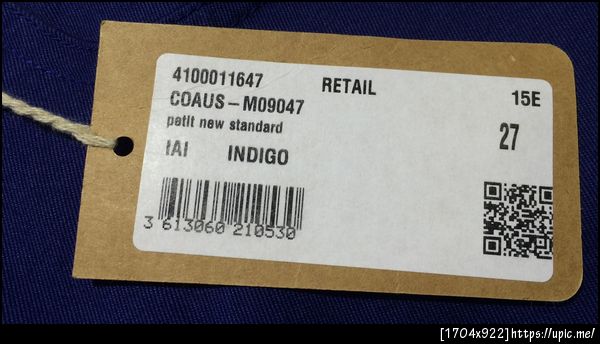 4100011647 RETAIL 15E
COAUS-M09047
petit new standard 27
IAI INDIGO
3 613060 210530
[1704x922]https://upic.me/